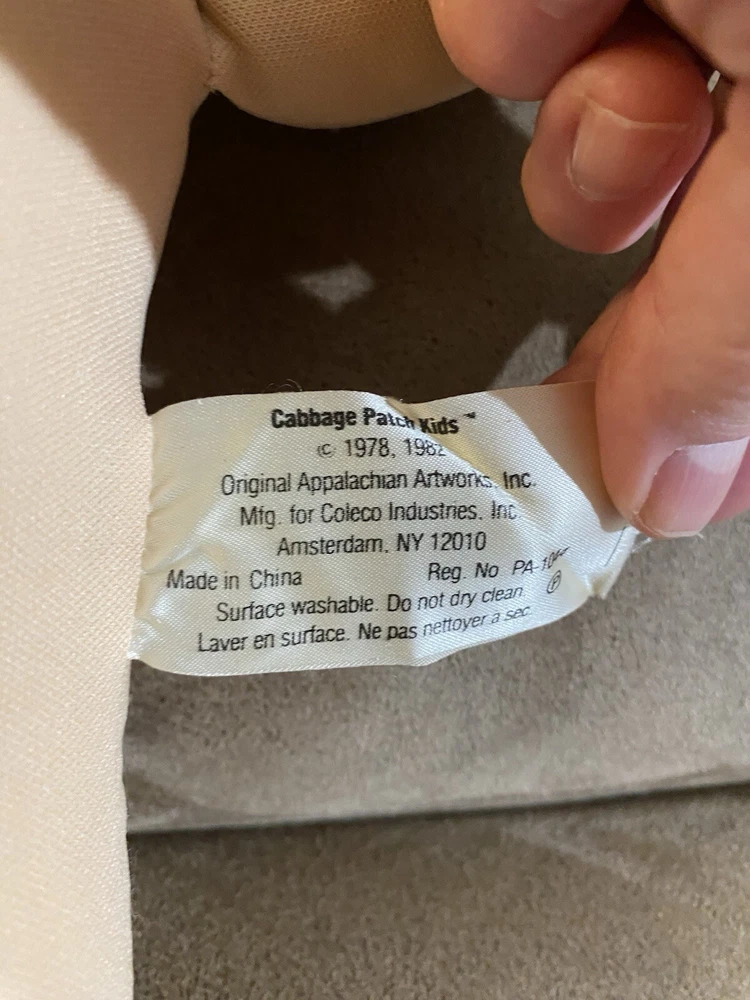 Cabbage Patch Kids™
© 1978, 1982
Original Appalachian Artworks, Inc.
Mfg. for Coleco Industries, Inc
Amsterdam, NY 12010
Made in China Reg. No PA-
Ⓟ
Surface washable. Do not dry clean
Laver en surface. Ne pas nettoyer a sec